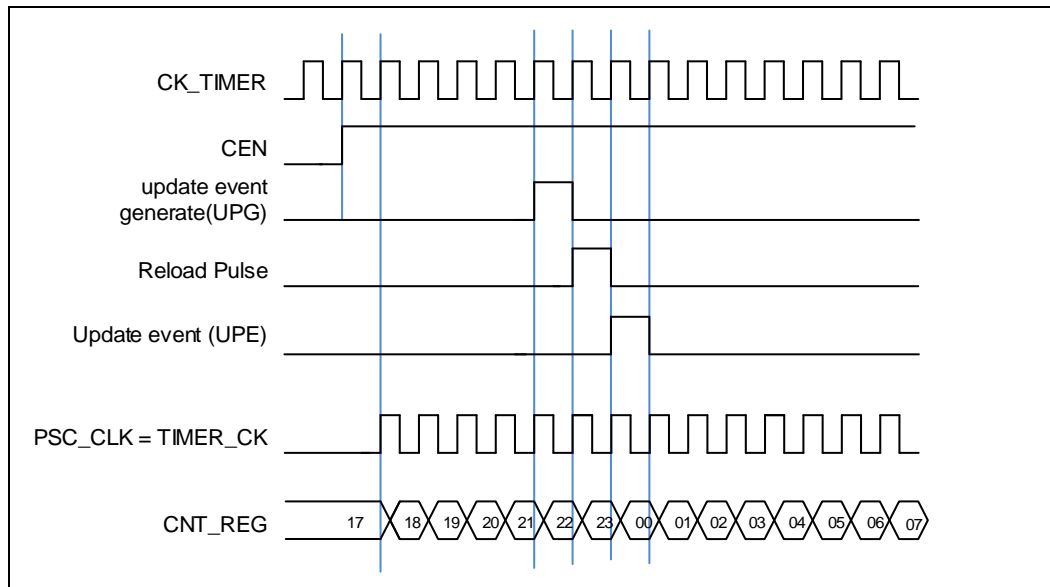 CK_TIMER
CEN
update event
generate(UPG)
Reload Pulse
Update event (UPE)
PSC_CLK = TIMER_CK
CNT_REG 17 18 19 20 21 22 23 00 01 02 03 04 05 06 07